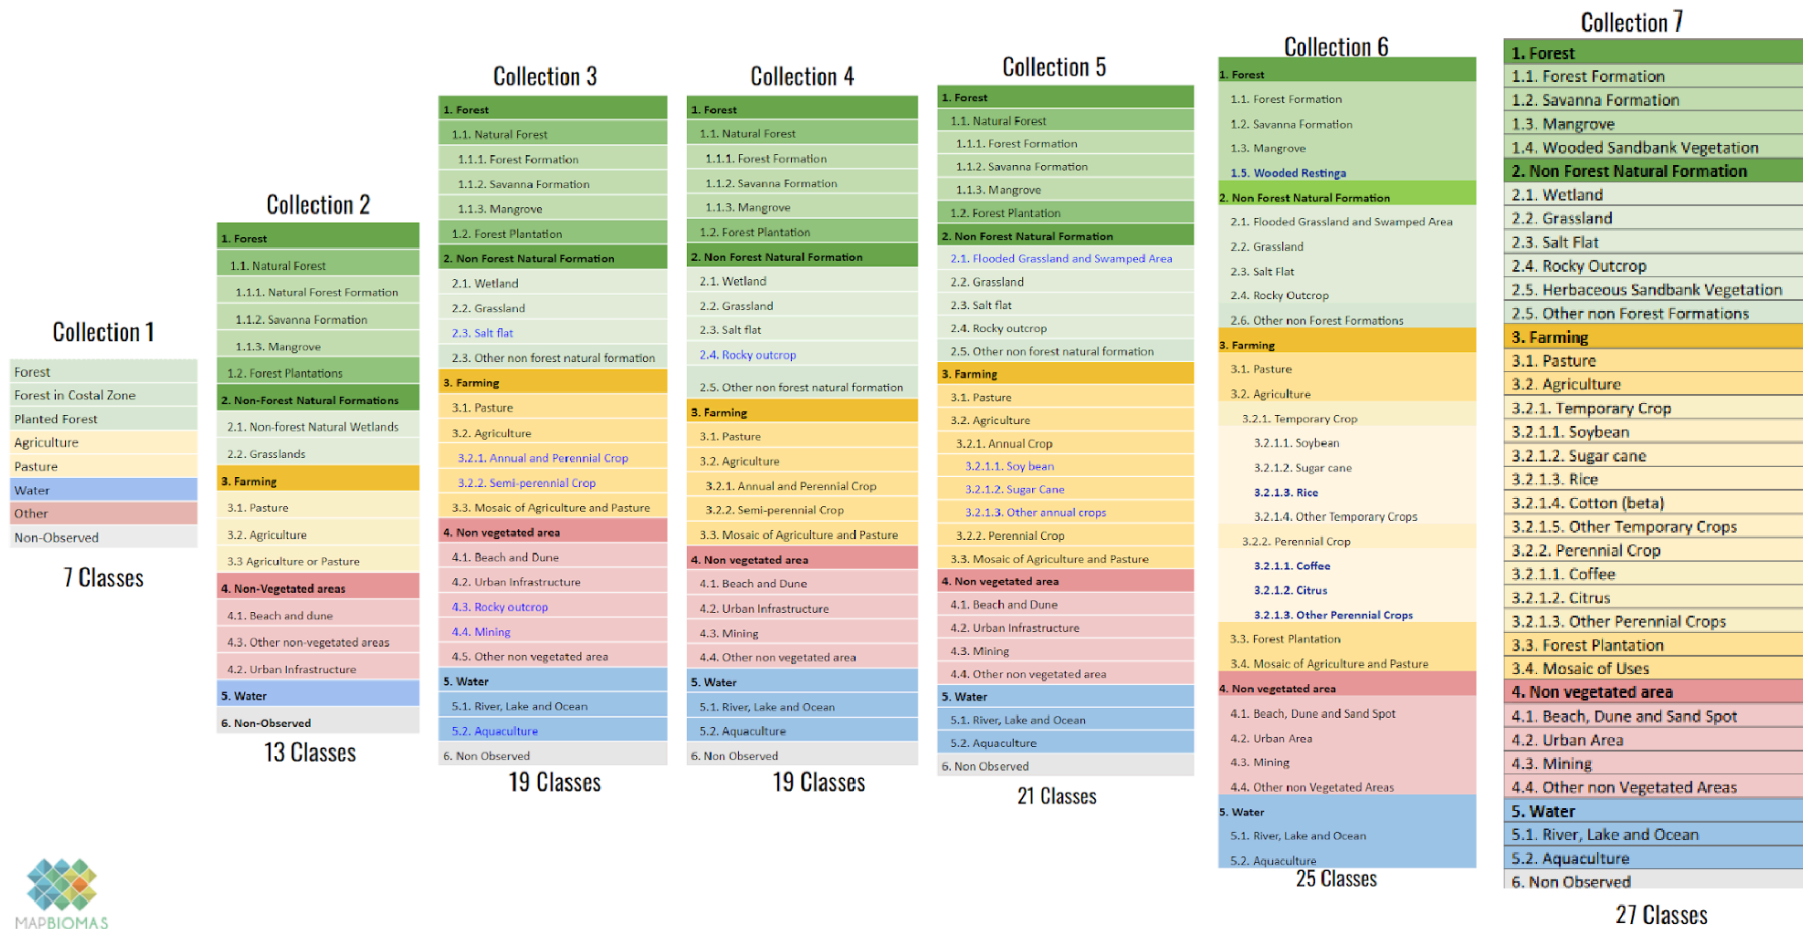 Collection 1
Forest
Forest in Costal Zone
Planted Forest
Agriculture
Pasture
Water
Other
Non-Observed
7 Classes
Collection 2
1. Forest
1.1. Natural Forest
1.1.1. Natural Forest Formation
1.1.2. Savanna Formation
1.1.3. Mangrove
1.2. Forest Plantations
2. Non-Forest Natural Formations
2.1. Non-forest Natural Wetlands
2.2. Grasslands
3. Farming
3.1. Pasture
3.2. Agriculture
3.3 Agriculture or Pasture
4. Non-Vegetated areas
4.1. Beach and dune
4.3. Other non-vegetated areas
4.2. Urban Infrastructure
5. Water
6. Non-Observed
13 Classes
Collection 3
1. Forest
1.1. Natural Forest
1.1.1. Forest Formation
1.1.2. Savanna Formation
1.1.3. Mangrove
1.2. Forest Plantation
2. Non Forest Natural Formation
2.1. Wetland
2.2. Grassland
2.3. Salt flat
2.3. Other non forest natural formation
3. Farming
3.1. Pasture
3.2. Agriculture
3.2.1. Annual and Perennial Crop
3.2.2. Semi-perennial Crop
3.3. Mosaic of Agriculture and Pasture
4. Non vegetated area
4.1. Beach and Dune
4.2. Urban Infrastructure
4.3. Rocky outcrop
4.4. Mining
4.5. Other non vegetated area
5. Water
5.1. River, Lake and Ocean
5.2. Aquaculture
6. Non Observed
19 Classes
Collection 4
1. Forest
1.1. Natural Forest
1.1.1. Forest Formation
1.1.2. Savanna Formation
1.1.3. Mangrove
1.2. Forest Plantation
2. Non Forest Natural Formation
2.1. Wetland
2.2. Grassland
2.3. Salt flat
2.4. Rocky outcrop
2.5. Other non forest natural formation
3. Farming
3.1. Pasture
3.2. Agriculture
3.2.1. Annual and Perennial Crop
3.2.2. Semi-perennial Crop
3.3. Mosaic of Agriculture and Pasture
4. Non vegetated area
4.1. Beach and Dune
4.2. Urban Infrastructure
4.3. Mining
4.4. Other non vegetated area
5. Water
5.1. River, Lake and Ocean
5.2. Aquaculture
6. Non Observed
19 Classes
Collection 5
1. Forest
1.1. Natural Forest
1.1.1. Forest Formation
1.1.2. Savanna Formation
1.1.3. Mangrove
1.2. Forest Plantation
2. Non Forest Natural Formation
2.1. Flooded Grassland and Swamped Area
2.2. Grassland
2.3. Salt flat
2.4. Rocky outcrop
2.5. Other non forest natural formation
3. Farming
3.1. Pasture
3.2. Agriculture
3.2.1. Annual Crop
3.2.1.1. Soy bean
3.2.1.2. Sugar Cane
3.2.1.3. Other annual crops
3.2.2. Perennial Crop
3.3. Mosaic of Agriculture and Pasture
4. Non vegetated area
4.1. Beach and Dune
4.2. Urban Infrastructure
4.3. Mining
4.4. Other non vegetated area
5. Water
5.1. River, Lake and Ocean
5.2. Aquaculture
6. Non Observed
21 Classes
Collection 6
1. Forest
1.1. Forest Formation
1.2. Savanna Formation
1.3. Mangrove
1.5. Wooded Restinga
2. Non Forest Natural Formation
2.1. Flooded Grassland and Swamped Area
2.2. Grassland
2.3. Salt Flat
2.4. Rocky Outcrop
2.6. Other non Forest Formations
3. Farming
3.1. Pasture
3.2. Agriculture
3.2.1. Temporary Crop
3.2.1.1. Soybean
3.2.1.2. Sugar cane
3.2.1.3. Rice
3.2.1.4. Other Temporary Crops
3.2.2. Perennial Crop
3.2.1.1. Coffee
3.2.1.2. Citrus
3.2.1.3. Other Perennial Crops
3.3. Forest Plantation
3.4. Mosaic of Agriculture and Pasture
4. Non vegetated area
4.1. Beach, Dune and Sand Spot
4.2. Urban Area
4.3. Mining
4.4. Other non Vegetated Areas
5. Water
5.1. River, Lake and Ocean
5.2. Aquaculture
25 Classes
Collection 7
1. Forest
1.1. Forest Formation
1.2. Savanna Formation
1.3. Mangrove
1.4. Wooded Sandbank Vegetation
2. Non Forest Natural Formation
2.1. Wetland
2.2. Grassland
2.3. Salt Flat
2.4. Rocky Outcrop
2.5. Herbaceous Sandbank Vegetation
2.5. Other non Forest Formations
3. Farming
3.1. Pasture
3.2. Agriculture
3.2.1. Temporary Crop
3.2.1.1. Soybean
3.2.1.2. Sugar cane
3.2.1.3. Rice
3.2.1.4. Cotton (beta)
3.2.1.5. Other Temporary Crops
3.2.2. Perennial Crop
3.2.1.1. Coffee
3.2.1.2. Citrus
3.2.1.3. Other Perennial Crops
3.3. Forest Plantation
3.4. Mosaic of Uses
4. Non vegetated area
4.1. Beach, Dune and Sand Spot
4.2. Urban Area
4.3. Mining
4.4. Other non Vegetated Areas
5. Water
5.1. River, Lake and Ocean
5.2. Aquaculture
6. Non Observed
27 Classes
MAPBIOMAS